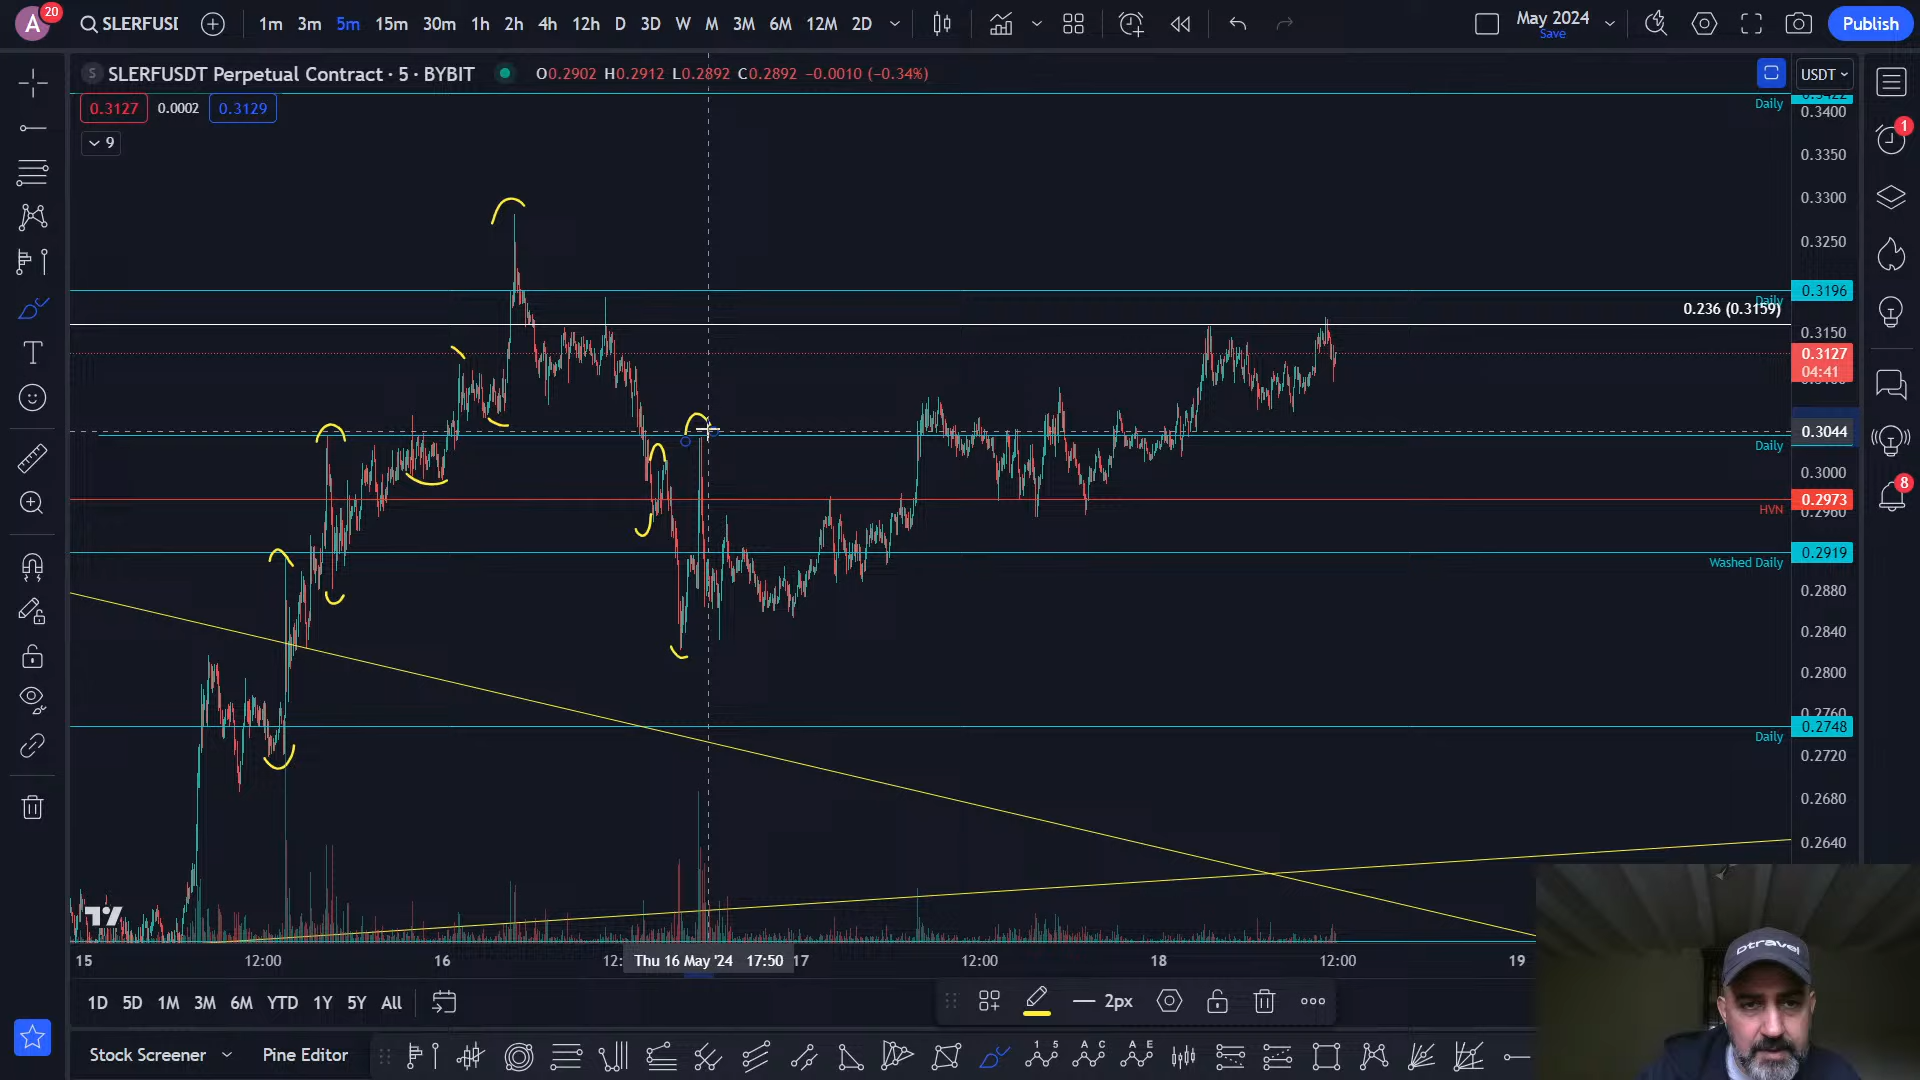 A 20 SLERFUSI 1m 3m 5m 15m 30m 1h 2h 4h 12h D 3D W M 3M 6M 12M 2D May 2024 Save Publish
S SLERFUSDT Perpetual Contract · 5 · BYBIT O0.2902 H0.2912 L0.2892 C0.2892 −0.0010 (−0.34%) USDT
0.3127 0.0002 0.3129
Daily
0.3400
1
9
0.3350
0.3300
0.3250
0.3196
Daily
0.236 (0.3159)
0.3150
0.3127
04:41
0.3044
Daily
0.3000
8
0.2973
HVN
0.2960
0.2919
Washed Daily
0.2880
0.2840
0.2800
0.2760
0.2748
Daily
0.2720
0.2680
0.2640
15 12:00 16 12: Thu 16 May '24 17:50 17 12:00 18 12:00 19
1D 5D 1M 3M 6M YTD 1Y 5Y All 2px
Stock Screener Pine Editor
1 5 A C A E
DTRAVEL